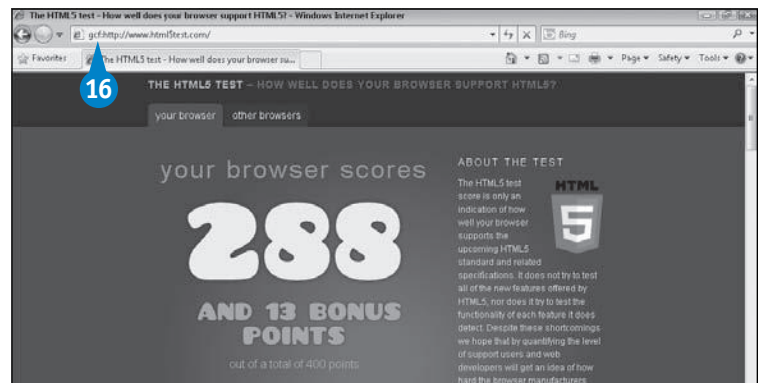 The HTML5 test - How well does your browser support HTML5? - Windows Internet Explorer
gcf:http://www.html5test.com/
Bing
Favorites
The HTML5 test - How well does your browser su...
Page
Safety
Tools
16
THE HTML5 TEST – HOW WELL DOES YOUR BROWSER SUPPORT HTML5?
your browser
other browsers
your browser scores
288
AND 13 BONUS
POINTS
out of a total of 400 points
ABOUT THE TEST
HTML
5
The HTML5 test
score is only an
indication of how
well your browser
supports the
upcoming HTML5
standard and related
specifications. It does not try to test
all of the new features offered by
HTML5, nor does it try to test the
functionality of each feature it does
detect. Despite these shortcomings
we hope that by quantifying the level
of support users and web
developers will get an idea of how
hard the browser manufacturers